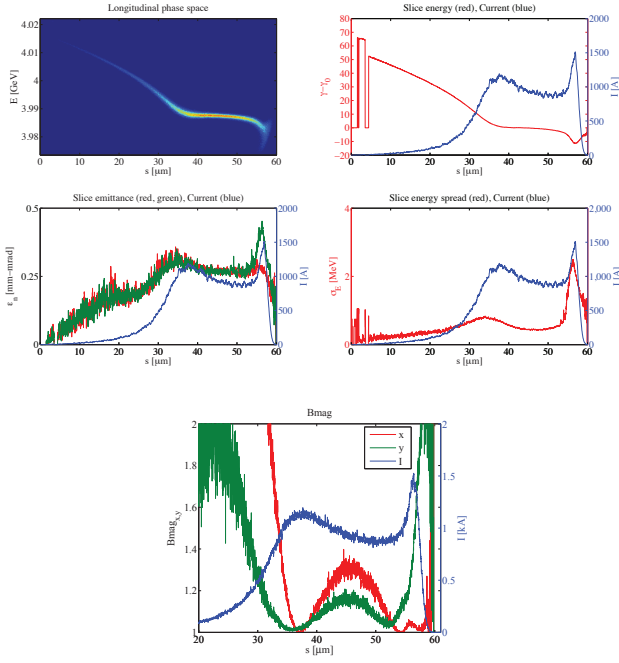 Longitudinal phase space
4.02
4.01
4
3.99
3.98
E [GeV]
0 10 20 30 40 50 60
s [μm]
Slice energy (red), Current (blue)
80
70
60
50
40
30
20
10
0
−10
−20
γ−γ0
2000
1500
1000
500
0
I [A]
0 10 20 30 40 50 60
s [μm]
Slice emittance (red, green), Current (blue)
0.5
0.25
0
εn [mm−mrad]
2000
1500
1000
500
0
I [A]
0 10 20 30 40 50 60
s [μm]
Slice energy spread (red), Current (blue)
4
2
0
σE [MeV]
2000
1500
1000
500
0
I [A]
0 10 20 30 40 50 60
s [μm]
Bmag
2
1.8
1.6
1.4
1.2
1
Bmagx,y
x
y
I
2
1.5
1
0.5
0
I [kA]
20 30 40 50 60
s [μm]